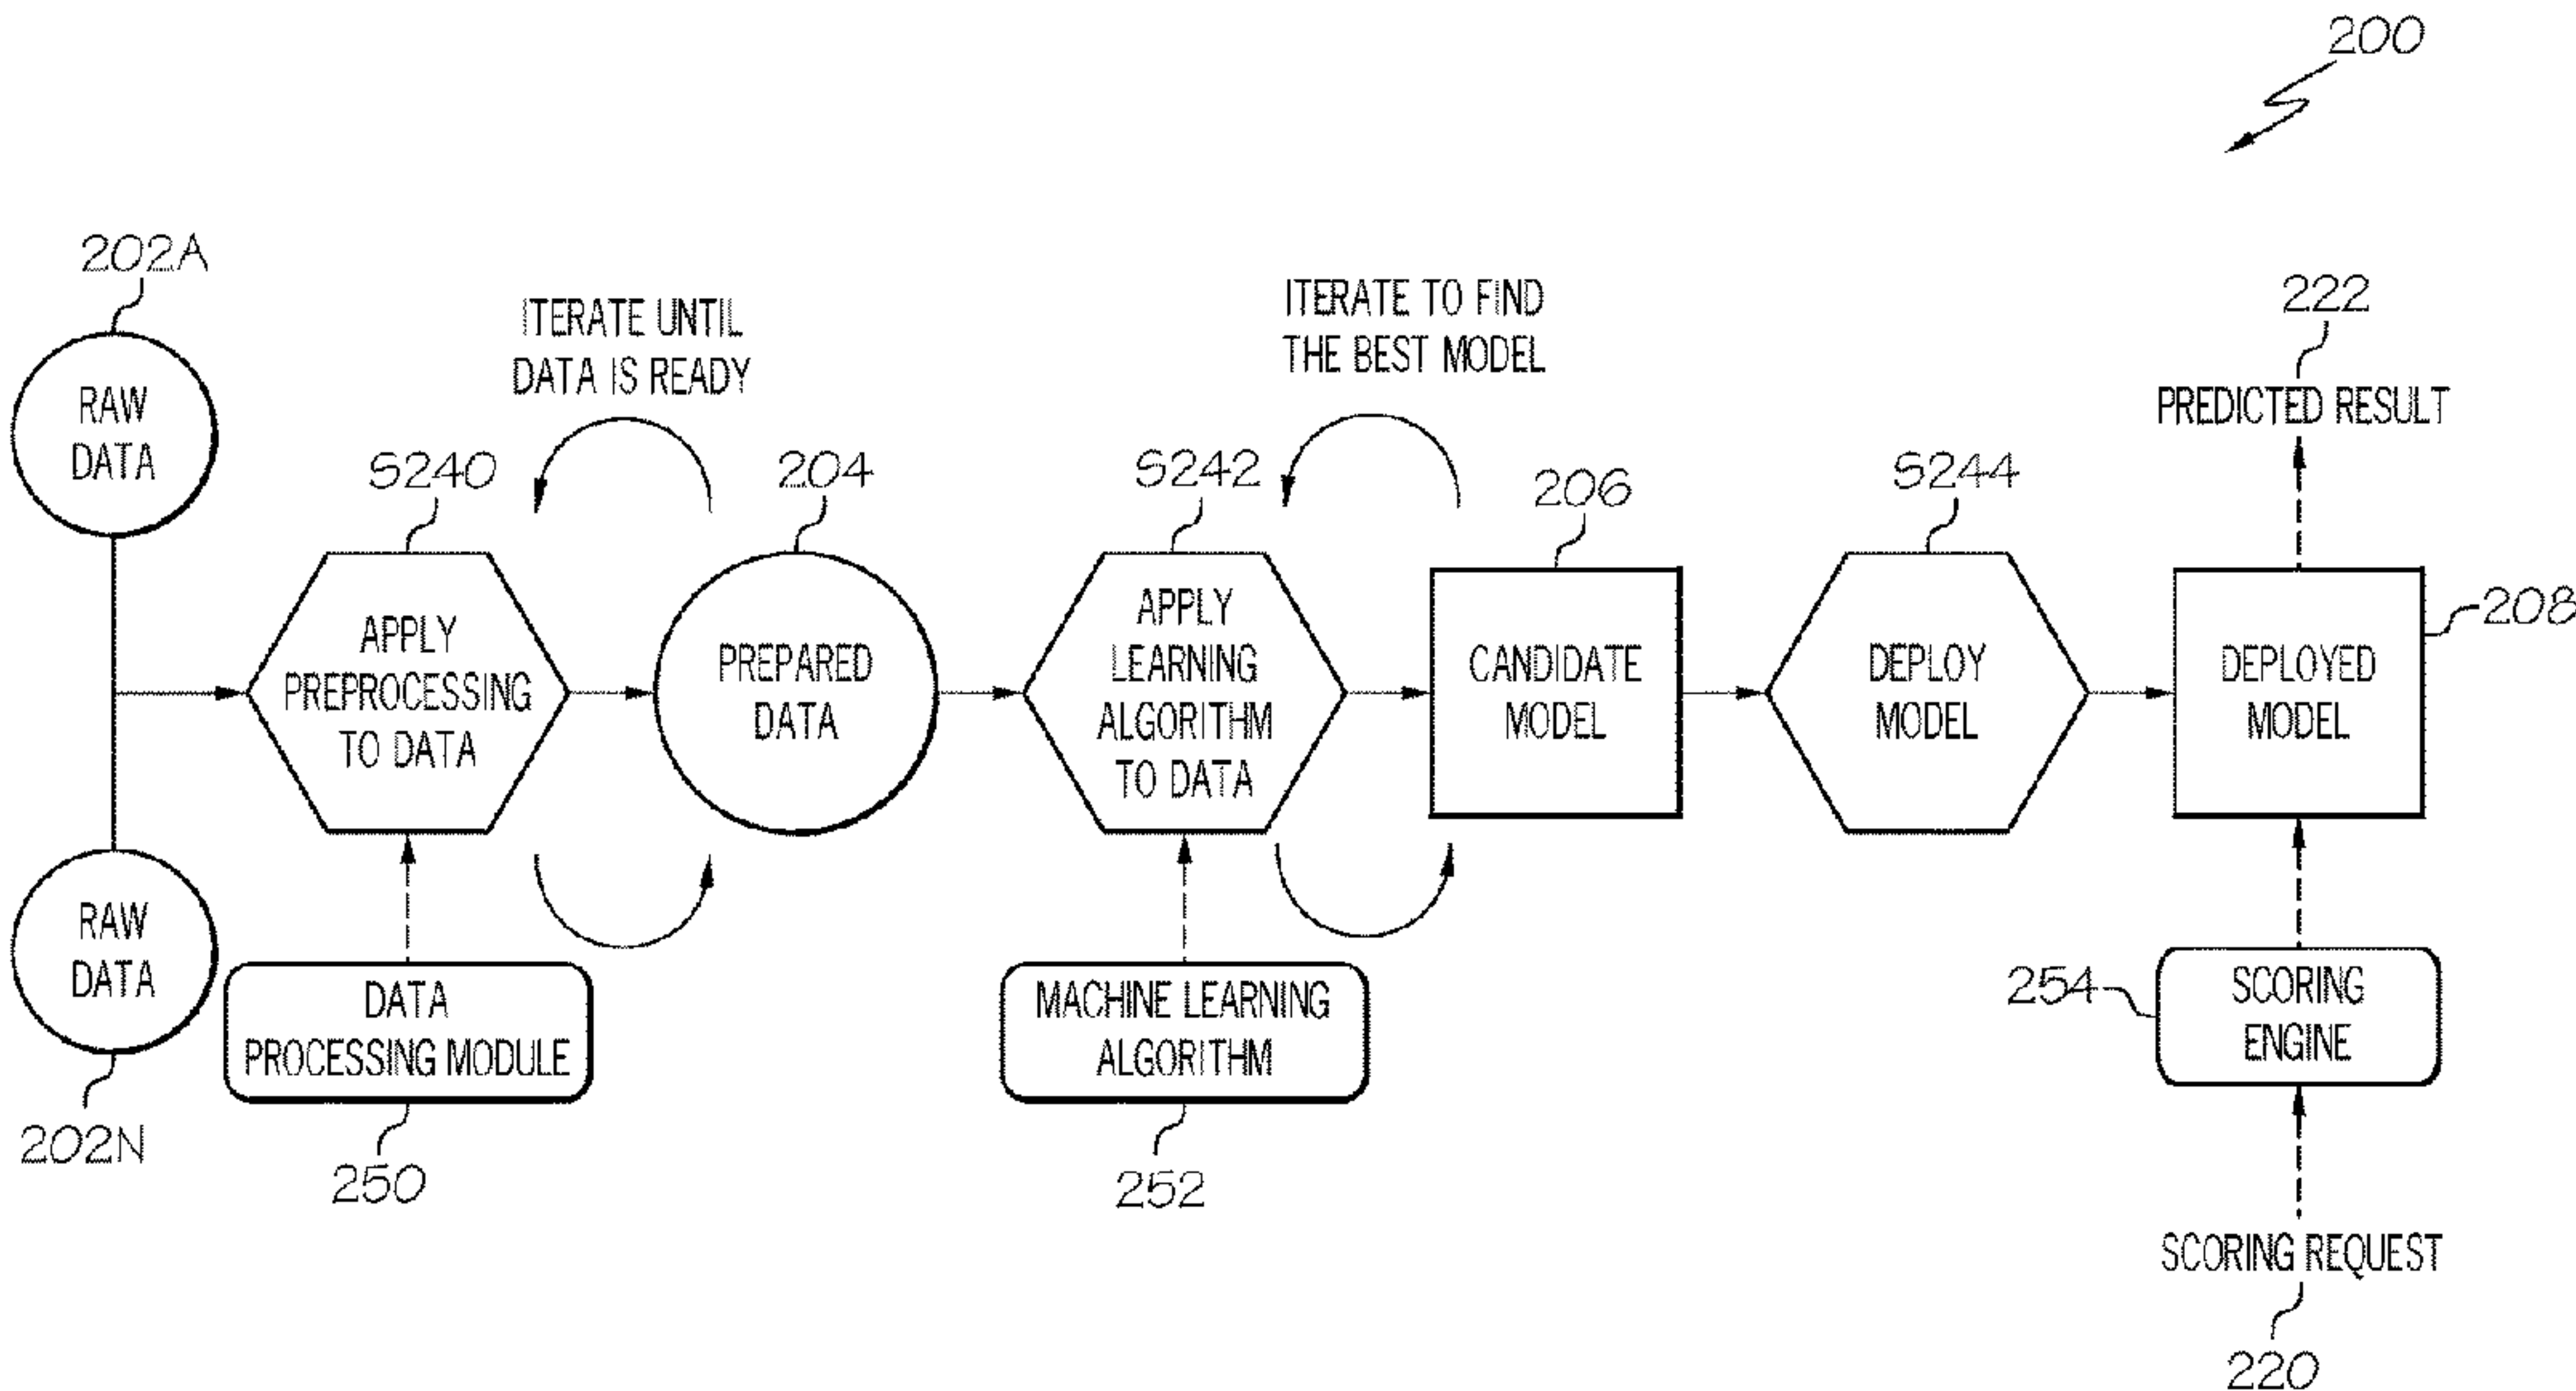 200
202A
RAW
DATA
ITERATE UNTIL
DATA IS READY
ITERATE TO FIND
THE BEST MODEL
222
PREDICTED RESULT
S240
APPLY
PREPROCESSING
TO DATA
204
PREPARED
DATA
S242
APPLY
LEARNING
ALGORITHM
TO DATA
206
CANDIDATE
MODEL
S244
DEPLOY
MODEL
208
DEPLOYED
MODEL
RAW
DATA
202N
DATA
PROCESSING MODULE
250
MACHINE LEARNING
ALGORITHM
252
254
SCORING
ENGINE
SCORING REQUEST
220